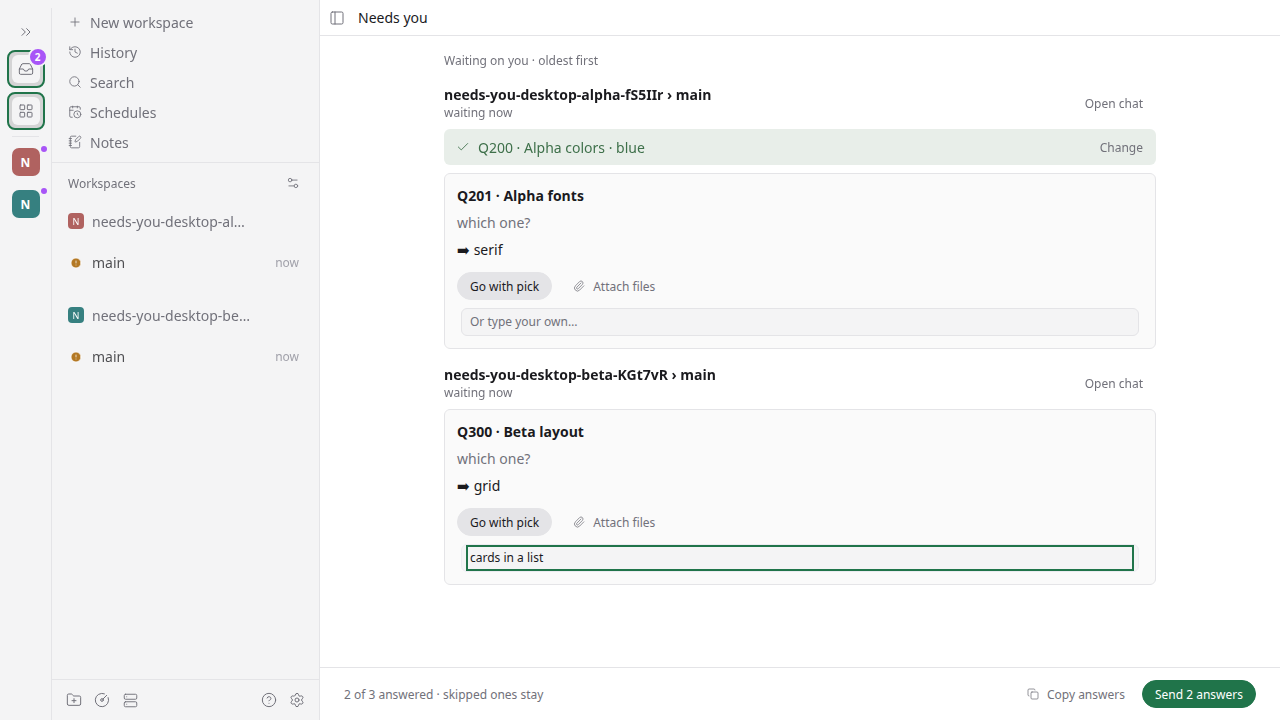 2
N
N
New workspace
History
Search
Schedules
Notes
Workspaces
N needs-you-desktop-al...
main now
N needs-you-desktop-be...
main now
Needs you
Waiting on you · oldest first
needs-you-desktop-alpha-fS5IIr › main
waiting now
Open chat
Q200 · Alpha colors · blue
Change
Q201 · Alpha fonts
which one?
➡ serif
Go with pick
Attach files
Or type your own...
needs-you-desktop-beta-KGt7vR › main
waiting now
Open chat
Q300 · Beta layout
which one?
➡ grid
Go with pick
Attach files
cards in a list
2 of 3 answered · skipped ones stay
Copy answers
Send 2 answers